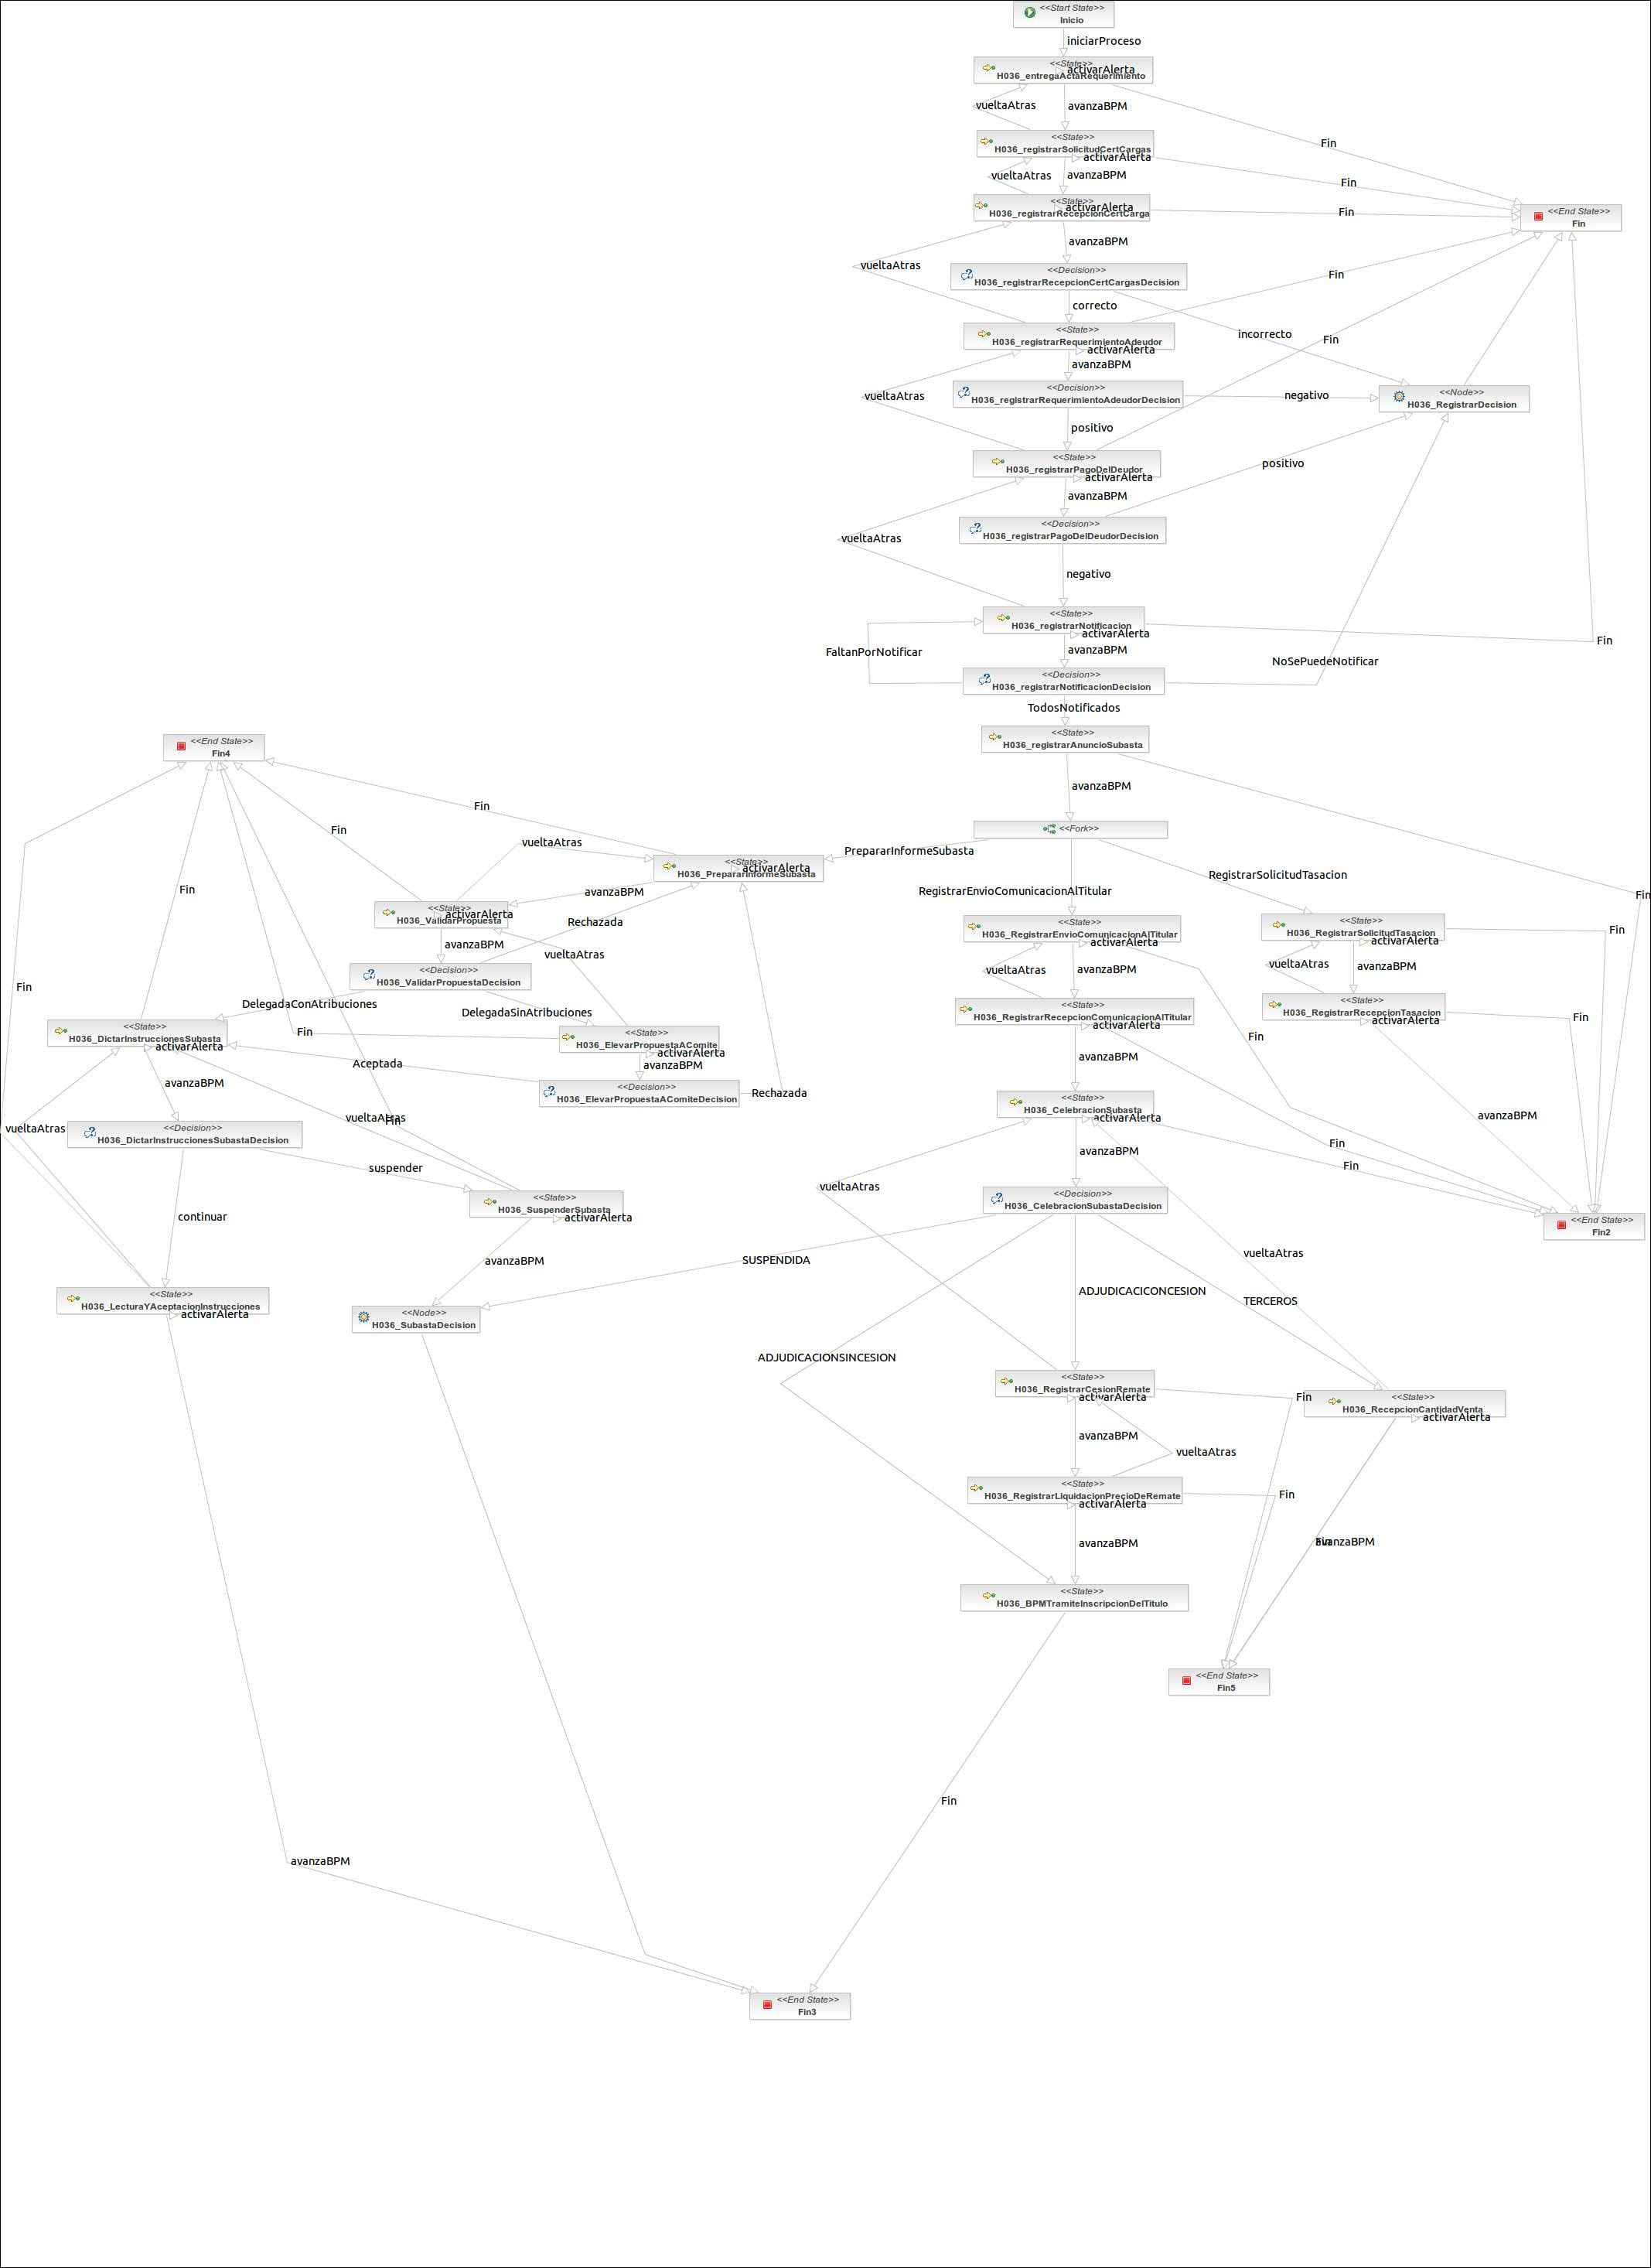 <<Start State>>
Inicio
iniciarProceso
<<State>>
activarAlerta
H036_entregaActaRequerimiento
vueltaAtras
avanzaBPM
Fin
<<State>>
H036_registrarSolicitudCertCargas
activarAlerta
vueltaAtras
avanzaBPM
Fin
<<State>>
activarAlerta
H036_registrarRecepcionCertCarga
Fin
<<End State>>
Fin
avanzaBPM
vueltaAtras
<<Decision>>
H036_registrarRecepcionCertCargasDecision
Fin
correcto
<<State>>
H036_registrarRequerimientoAdeudor
activarAlerta
incorrecto
Fin
avanzaBPM
<<Decision>>
H036_registrarRequerimientoAdeudorDecision
vueltaAtras
negativo
<<Node>>
H036_RegistrarDecision
positivo
<<State>>
H036_registrarPagoDelDeudor
activarAlerta
positivo
avanzaBPM
<<Decision>>
H036_registrarPagoDelDeudorDecision
vueltaAtras
negativo
<<State>>
H036_registrarNotificacion
activarAlerta
Fin
FaltanPorNotificar
avanzaBPM
NoSePuedeNotificar
<<Decision>>
H036_registrarNotificacionDecision
TodosNotificados
<<State>>
H036_registrarAnuncioSubasta
<<End State>>
Fin4
avanzaBPM
Fin
Fin
<<Fork>>
vueltaAtras
PrepararInformeSubasta
<<State>>
activarAlerta
H036_PrepararInformeSubasta
RegistrarSolicitudTasacion
Fin
avanzaBPM
RegistrarEnvioComunicacionAlTitular
Fin
<<State>>
activarAlerta
H036_ValidarPropuesta
Rechazada
<<State>>
H036_RegistrarEnvioComunicacionAlTitular
activarAlerta
<<State>>
H036_RegistrarSolicitudTasacion
activarAlerta
Fin
avanzaBPM
vueltaAtras
<<Decision>>
H036_ValidarPropuestaDecision
vueltaAtras
avanzaBPM
vueltaAtras
avanzaBPM
Fin
DelegadaConAtribuciones
DelegadaSinAtribuciones
<<State>>
H036_RegistrarRecepcionComunicacionAlTitular
activarAlerta
<<State>>
H036_RegistrarRecepcionTasacion
activarAlerta
Fin
<<State>>
H036_DictarInstruccionesSubasta
activarAlerta
Fin
<<State>>
H036_ElevarPropuestaAComite
activarAlerta
Fin
Aceptada
avanzaBPM
avanzaBPM
avanzaBPM
<<Decision>>
H036_ElevarPropuestaAComiteDecision
Rechazada
<<State>>
H036_CelebracionSubasta
activarAlerta
avanzaBPM
vueltaAtras
Fin
vueltaAtras
<<Decision>>
H036_DictarInstruccionesSubastaDecision
Fin
avanzaBPM
suspender
Fin
vueltaAtras
<<State>>
H036_SuspenderSubasta
activarAlerta
<<Decision>>
H036_CelebracionSubastaDecision
continuar
<<End State>>
Fin2
avanzaBPM
SUSPENDIDA
vueltaAtras
<<State>>
H036_LecturaYAceptacionInstrucciones
activarAlerta
<<Node>>
H036_SubastaDecision
ADJUDICACICONCESION
TERCEROS
ADJUDICACIONSINCESION
<<State>>
H036_RegistrarCesionRemate
activarAlerta
Fin
<<State>>
H036_RecepcionCantidadVenta
activarAlerta
avanzaBPM
vueltaAtras
<<State>>
H036_RegistrarLiquidacionPrecioDeRemate
activarAlerta
Fin
avanzaBPM
Fin
avanzaBPM
<<State>>
H036_BPMTramiteInscripcionDelTitulo
<<End State>>
Fin5
Fin
avanzaBPM
<<End State>>
Fin3